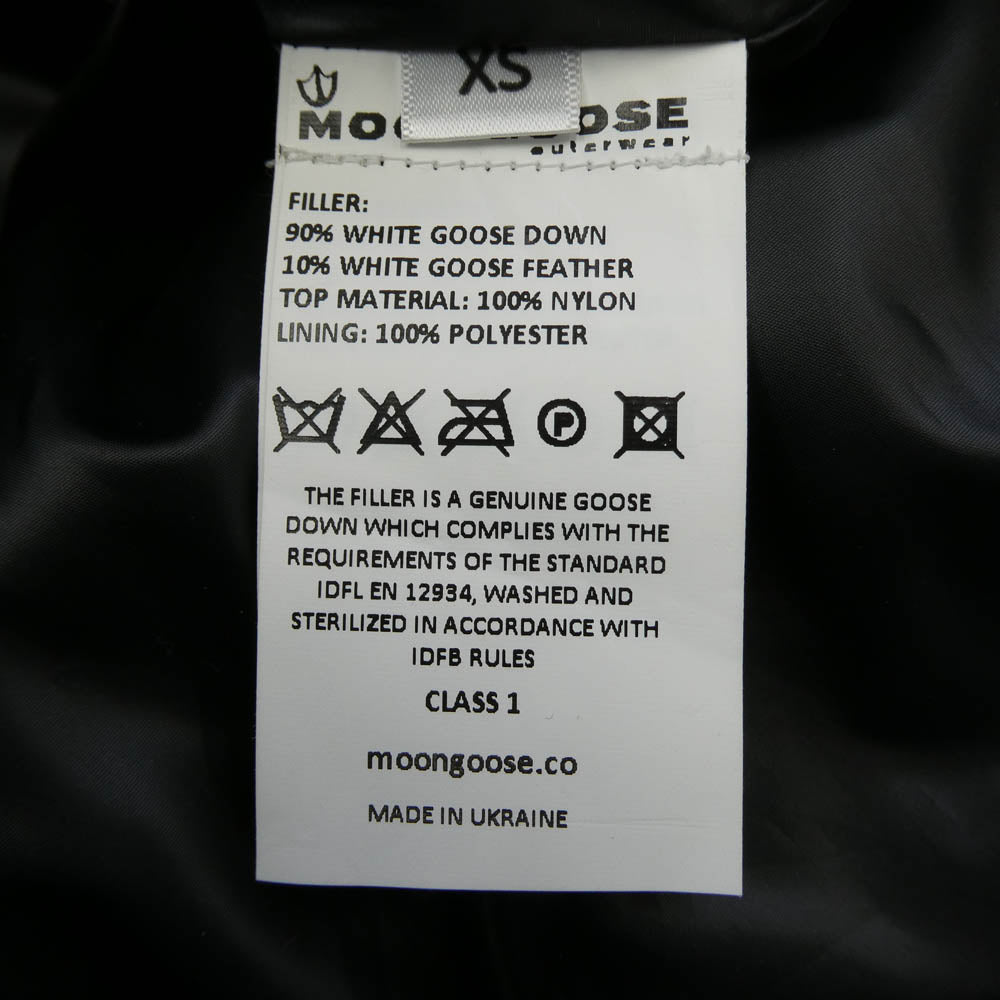 XS
MOONGOOSE
outerwear
FILLER:
90% WHITE GOOSE DOWN
10% WHITE GOOSE FEATHER
TOP MATERIAL: 100% NYLON
LINING: 100% POLYESTER
P
THE FILLER IS A GENUINE GOOSE
DOWN WHICH COMPLIES WITH THE
REQUIREMENTS OF THE STANDARD
IDFL EN 12934, WASHED AND
STERILIZED IN ACCORDANCE WITH
IDFB RULES
CLASS 1
moongoose.co
MADE IN UKRAINE